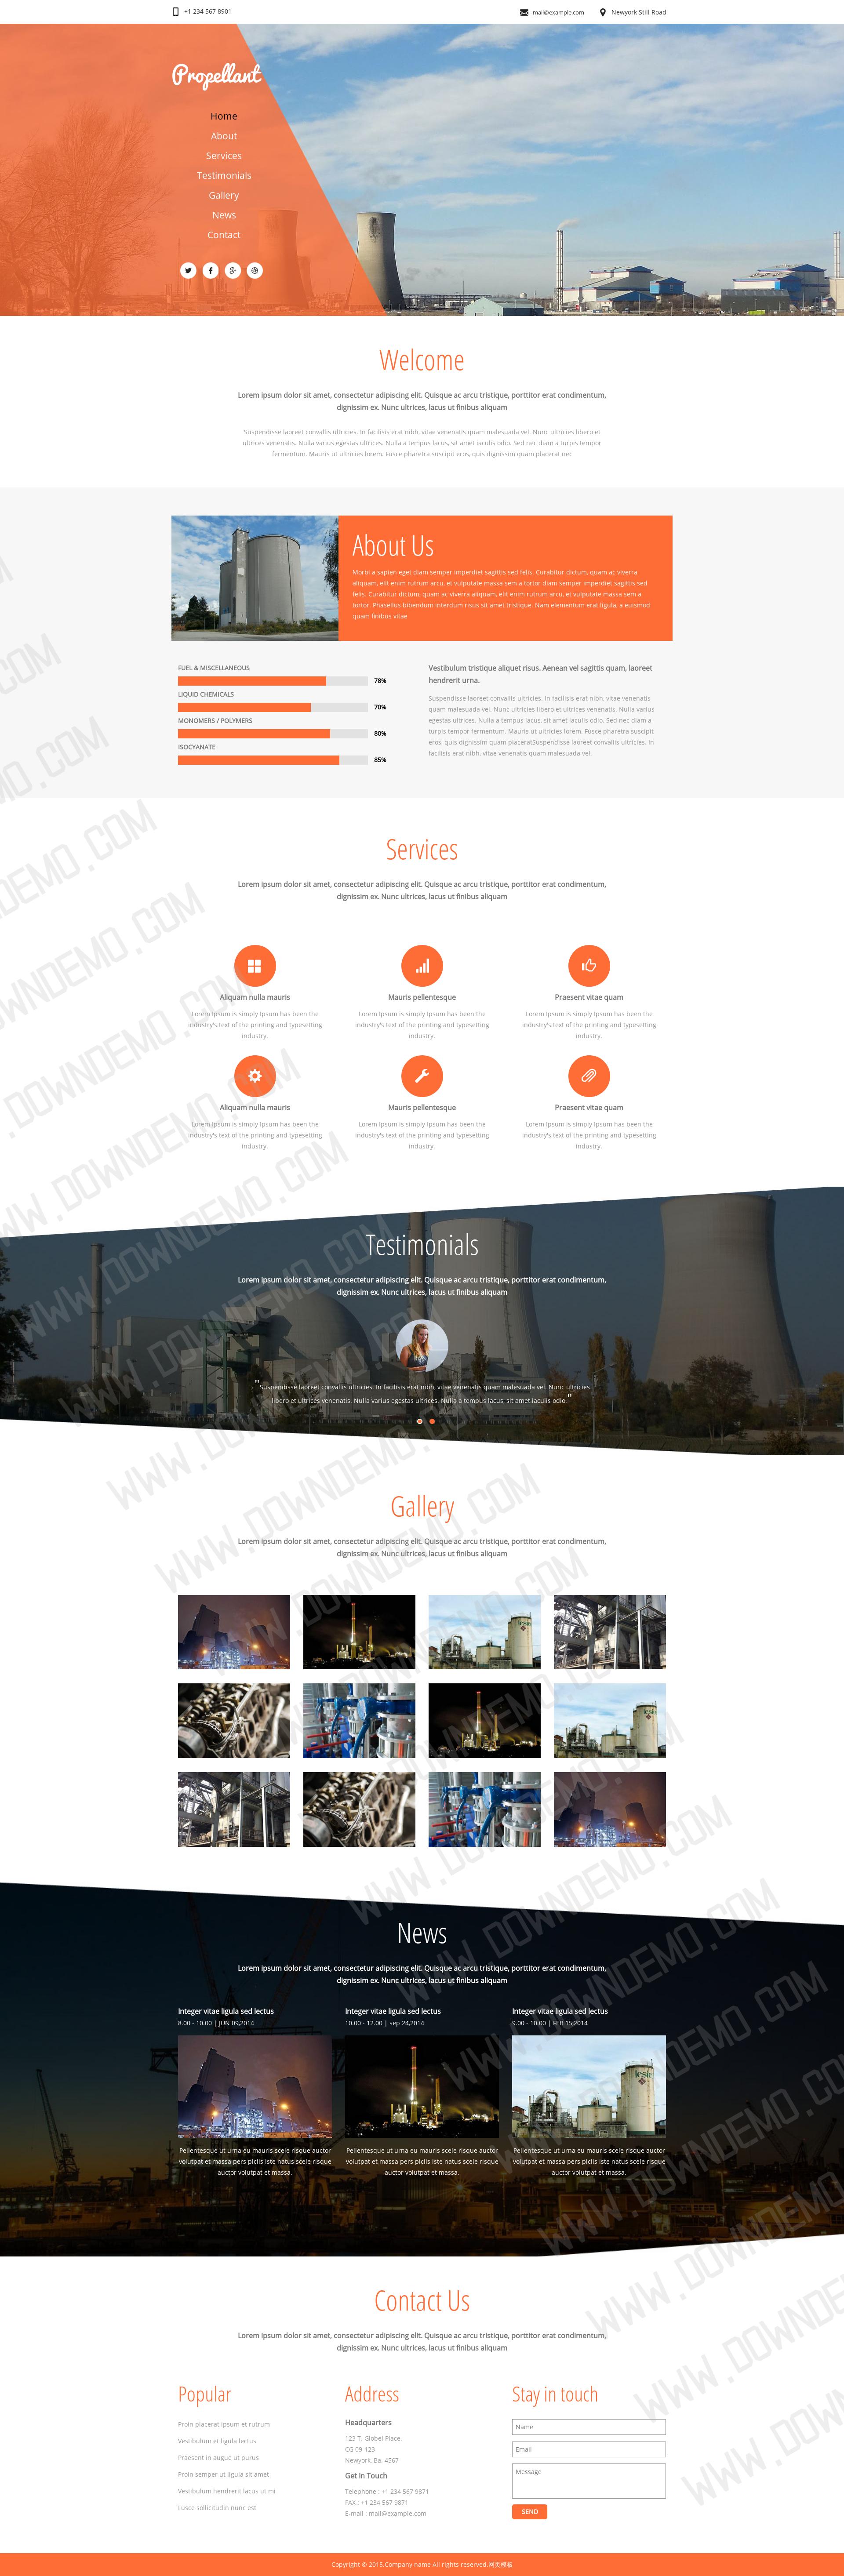 +1 234 567 8901
mail@example.com
Newyork Still Road
Propellant
Home
About
Services
Testimonials
Gallery
News
Contact
Welcome
Lorem ipsum dolor sit amet, consectetur adipiscing elit. Quisque ac arcu tristique, porttitor erat condimentum,
dignissim ex. Nunc ultrices, lacus ut finibus aliquam
Suspendisse laoreet convallis ultricies. In facilisis erat nibh, vitae venenatis quam malesuada vel. Nunc ultricies libero et
ultrices venenatis. Nulla varius egestas ultrices. Nulla a tempus lacus, sit amet iaculis odio. Sed nec diam a turpis tempor
fermentum. Mauris ut ultricies lorem. Fusce pharetra suscipit eros, quis dignissim quam placerat nec
About Us
Morbi a sapien eget diam semper imperdiet sagittis sed felis. Curabitur dictum, quam ac viverra
aliquam, elit enim rutrum arcu, et vulputate massa sem a tortor diam semper imperdiet sagittis sed
felis. Curabitur dictum, quam ac viverra aliquam, elit enim rutrum arcu, et vulputate massa sem a
tortor. Phasellus bibendum interdum risus sit amet tristique. Nam elementum erat ligula, a euismod
quam finibus vitae
FUEL & MISCELLANEOUS
78%
LIQUID CHEMICALS
70%
MONOMERS / POLYMERS
80%
ISOCYANATE
85%
Vestibulum tristique aliquet risus. Aenean vel sagittis quam, laoreet
hendrerit urna.
Suspendisse laoreet convallis ultricies. In facilisis erat nibh, vitae venenatis
quam malesuada vel. Nunc ultricies libero et ultrices venenatis. Nulla varius
egestas ultrices. Nulla a tempus lacus, sit amet iaculis odio. Sed nec diam a
turpis tempor fermentum. Mauris ut ultricies lorem. Fusce pharetra suscipit
eros, quis dignissim quam placeratSuspendisse laoreet convallis ultricies. In
facilisis erat nibh, vitae venenatis quam malesuada vel.
Services
Lorem ipsum dolor sit amet, consectetur adipiscing elit. Quisque ac arcu tristique, porttitor erat condimentum,
dignissim ex. Nunc ultrices, lacus ut finibus aliquam
Aliquam nulla mauris
Lorem Ipsum is simply Ipsum has been the
industry's text of the printing and typesetting
industry.
Mauris pellentesque
Lorem Ipsum is simply Ipsum has been the
industry's text of the printing and typesetting
industry.
Praesent vitae quam
Lorem Ipsum is simply Ipsum has been the
industry's text of the printing and typesetting
industry.
Aliquam nulla mauris
Lorem Ipsum is simply Ipsum has been the
industry's text of the printing and typesetting
industry.
Mauris pellentesque
Lorem Ipsum is simply Ipsum has been the
industry's text of the printing and typesetting
industry.
Praesent vitae quam
Lorem Ipsum is simply Ipsum has been the
industry's text of the printing and typesetting
industry.
Testimonials
Lorem ipsum dolor sit amet, consectetur adipiscing elit. Quisque ac arcu tristique, porttitor erat condimentum,
dignissim ex. Nunc ultrices, lacus ut finibus aliquam
"Suspendisse laoreet convallis ultricies. In facilisis erat nibh, vitae venenatis quam malesuada vel. Nunc ultricies
libero et ultrices venenatis. Nulla varius egestas ultrices. Nulla a tempus lacus, sit amet iaculis odio."
Gallery
Lorem ipsum dolor sit amet, consectetur adipiscing elit. Quisque ac arcu tristique, porttitor erat condimentum,
dignissim ex. Nunc ultrices, lacus ut finibus aliquam
News
Lorem ipsum dolor sit amet, consectetur adipiscing elit. Quisque ac arcu tristique, porttitor erat condimentum,
dignissim ex. Nunc ultrices, lacus ut finibus aliquam
Integer vitae ligula sed lectus
8.00 - 10.00 | JUN 09,2014
Pellentesque ut urna eu mauris scele risque auctor
volutpat et massa pers piciis iste natus scele risque
auctor volutpat et massa.
Integer vitae ligula sed lectus
10.00 - 12.00 | sep 24,2014
Pellentesque ut urna eu mauris scele risque auctor
volutpat et massa pers piciis iste natus scele risque
auctor volutpat et massa.
Integer vitae ligula sed lectus
9.00 - 10.00 | FEB 15,2014
Pellentesque ut urna eu mauris scele risque auctor
volutpat et massa pers piciis iste natus scele risque
auctor volutpat et massa.
Contact Us
Lorem ipsum dolor sit amet, consectetur adipiscing elit. Quisque ac arcu tristique, porttitor erat condimentum,
dignissim ex. Nunc ultrices, lacus ut finibus aliquam
Popular
Proin placerat ipsum et rutrum
Vestibulum et ligula lectus
Praesent in augue ut purus
Proin semper ut ligula sit amet
Vestibulum hendrerit lacus ut mi
Fusce sollicitudin nunc est
Address
Headquarters
123 T. Globel Place.
CG 09-123
Newyork, Ba. 4567
Get In Touch
Telephone : +1 234 567 9871
FAX : +1 234 567 9871
E-mail : mail@example.com
Stay in touch
Name
Email
Message
SEND
Copyright © 2015.Company name All rights reserved.网页模板
WWW.DOWNDEMO.COM